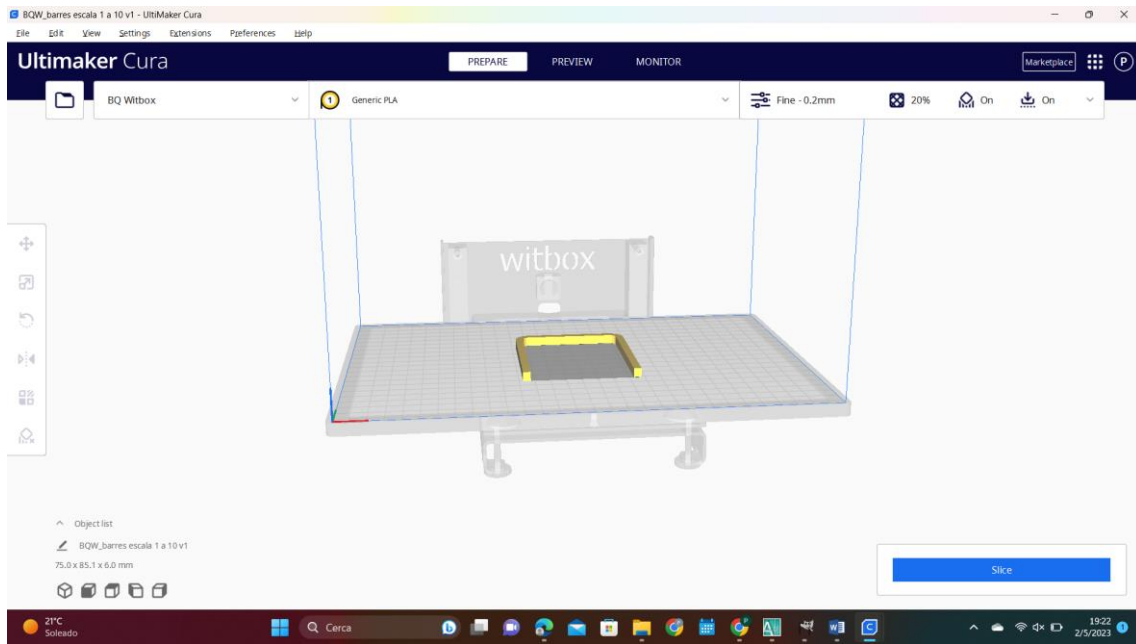 BQW_barres escala 1 a 10 v1 - UltiMaker Cura
File Edit View Settings Extensions Preferences Help
Ultimaker Cura PREPARE PREVIEW MONITOR Marketplace P
BQ Witbox 1 Generic PLA Fine - 0.2mm 20% On On
witbox
Object list
BQW_barres escala 1 a 10 v1
75.0 x 85.1 x 6.0 mm
Slice
21°C
Soleado
Cerca
19:22
2/5/2023
1